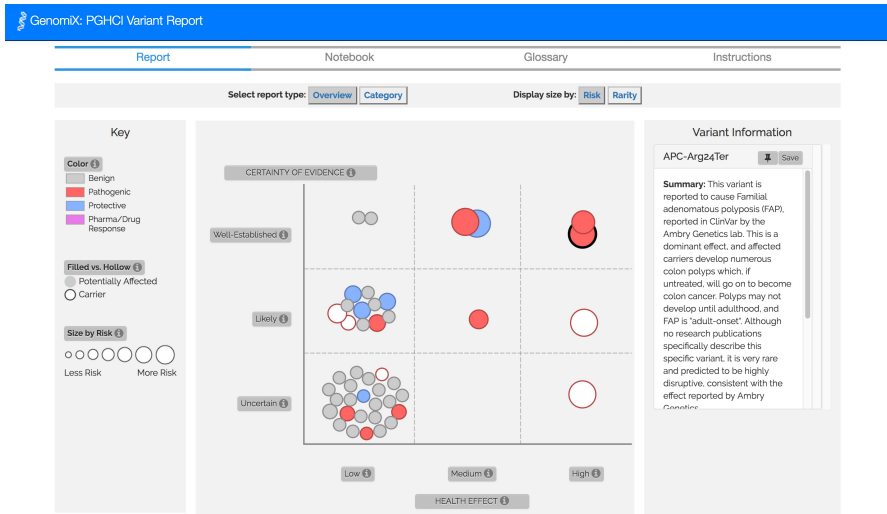 GenomiX: PGHCI Variant Report
Report Notebook Glossary Instructions
Select report type: Overview Category Display size by: Risk Rarity
Key
Color
Benign
Pathogenic
Protective
Pharma/Drug
Response
Filled vs. Hollow
Potentially Affected
Carrier
Size by Risk
Less Risk More Risk
CERTAINTY OF EVIDENCE
Well-Established
Likely
Uncertain
Low Medium High
HEALTH EFFECT
Variant Information
APC-Arg24Ter Save
Summary: This variant is
reported to cause Familial
adenomatous polyposis (FAP),
reported in ClinVar by the
Ambry Genetics lab. This is a
dominant effect, and affected
carriers develop numerous
colon polyps which, if
untreated, will go on to become
colon cancer. Polyps may not
develop until adulthood, and
FAP is "adult-onset". Although
no research publications
specifically describe this
specific variant, it is very rare
and predicted to be highly
disruptive, consistent with the
effect reported by Ambry
Genetics